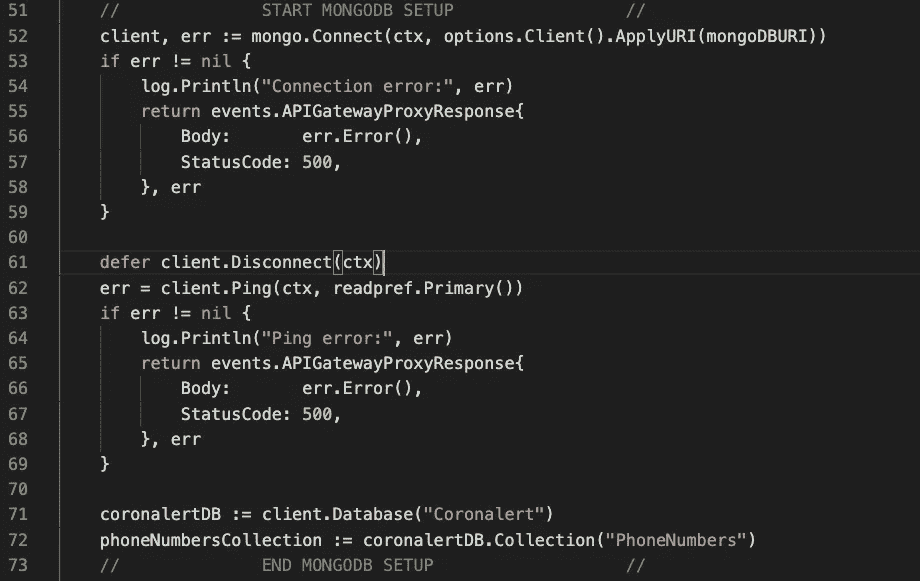 51 // START MONGODB SETUP //
52 client, err := mongo.Connect(ctx, options.Client().ApplyURI(mongoDBURI))
53 if err != nil {
54 log.Println("Connection error:", err)
55 return events.APIGatewayProxyResponse{
56 Body: err.Error(),
57 StatusCode: 500,
58 }, err
59 }
60
61 defer client.Disconnect(ctx)
62 err = client.Ping(ctx, readpref.Primary())
63 if err != nil {
64 log.Println("Ping error:", err)
65 return events.APIGatewayProxyResponse{
66 Body: err.Error(),
67 StatusCode: 500,
68 }, err
69 }
70
71 coronalertDB := client.Database("Coronalert")
72 phoneNumbersCollection := coronalertDB.Collection("PhoneNumbers")
73 // END MONGODB SETUP //